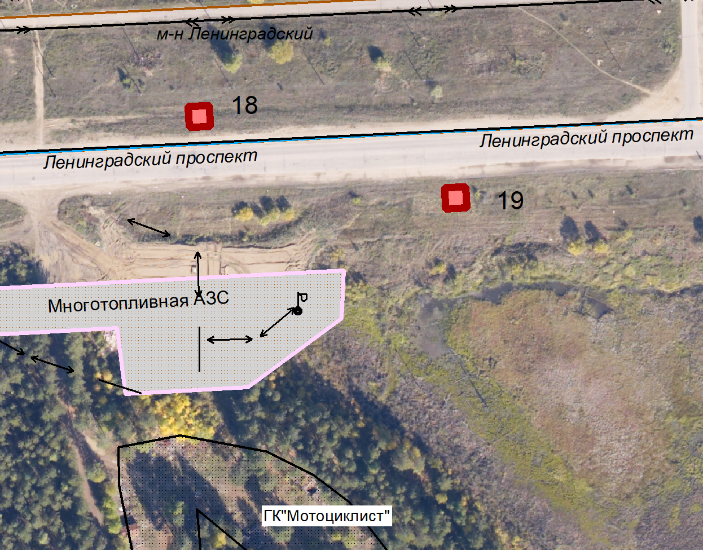 м-н Ленинградский
18
Ленинградский проспект
Ленинградский проспект
19
Многотопливная АЗС
Р
ГК"Мотоциклист"